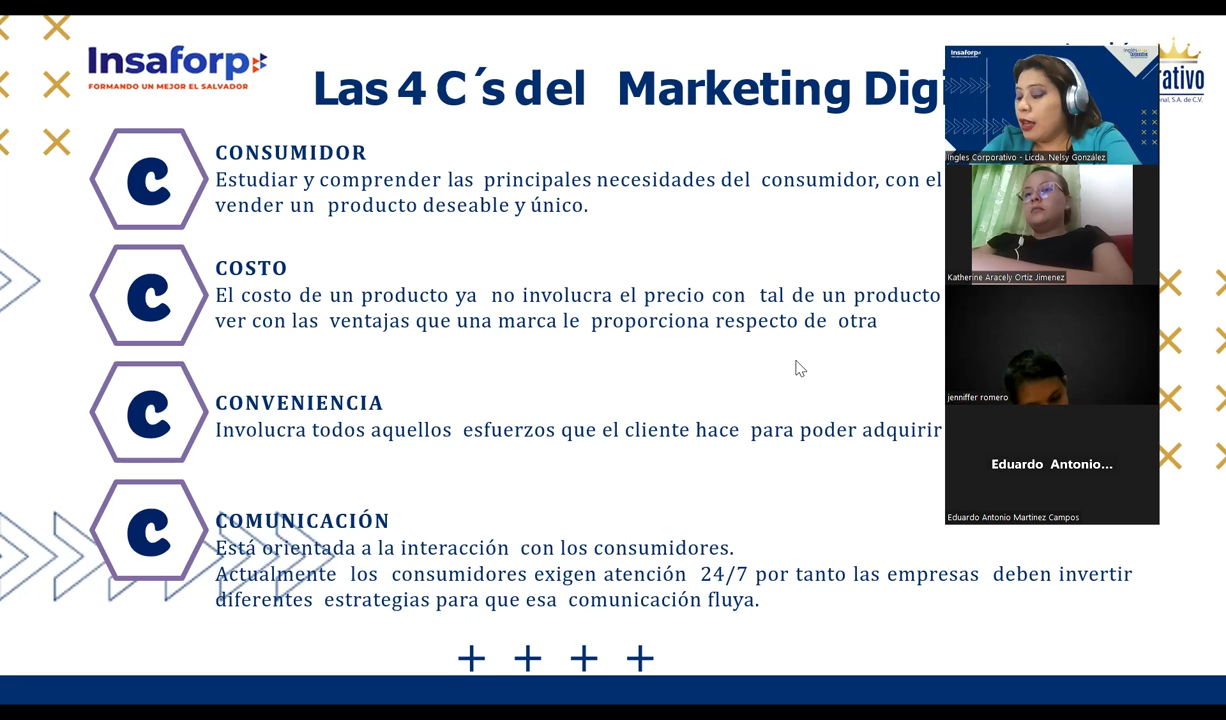 Insaforp
FORMANDO UN MEJOR EL SALVADOR
Las 4 C´s del Marketing Digi
rativo
nal, S.A. de C.V.
C
CONSUMIDOR
Estudiar y comprender las principales necesidades del consumidor, con el
vender un producto deseable y único.
C
COSTO
El costo de un producto ya no involucra el precio con tal de un producto
ver con las ventajas que una marca le proporciona respecto de otra
C
CONVENIENCIA
Involucra todos aquellos esfuerzos que el cliente hace para poder adquirir
C
COMUNICACIÓN
Está orientada a la interacción con los consumidores.
Actualmente los consumidores exigen atención 24/7 por tanto las empresas deben invertir
diferentes estrategias para que esa comunicación fluya.
Insaforp
Ingles Corporativo - Licda. Nelsy González
Katherine Aracely Ortiz Jimenez
jenniffer romero
Eduardo Antonio...
Eduardo Antonio Martinez Campos